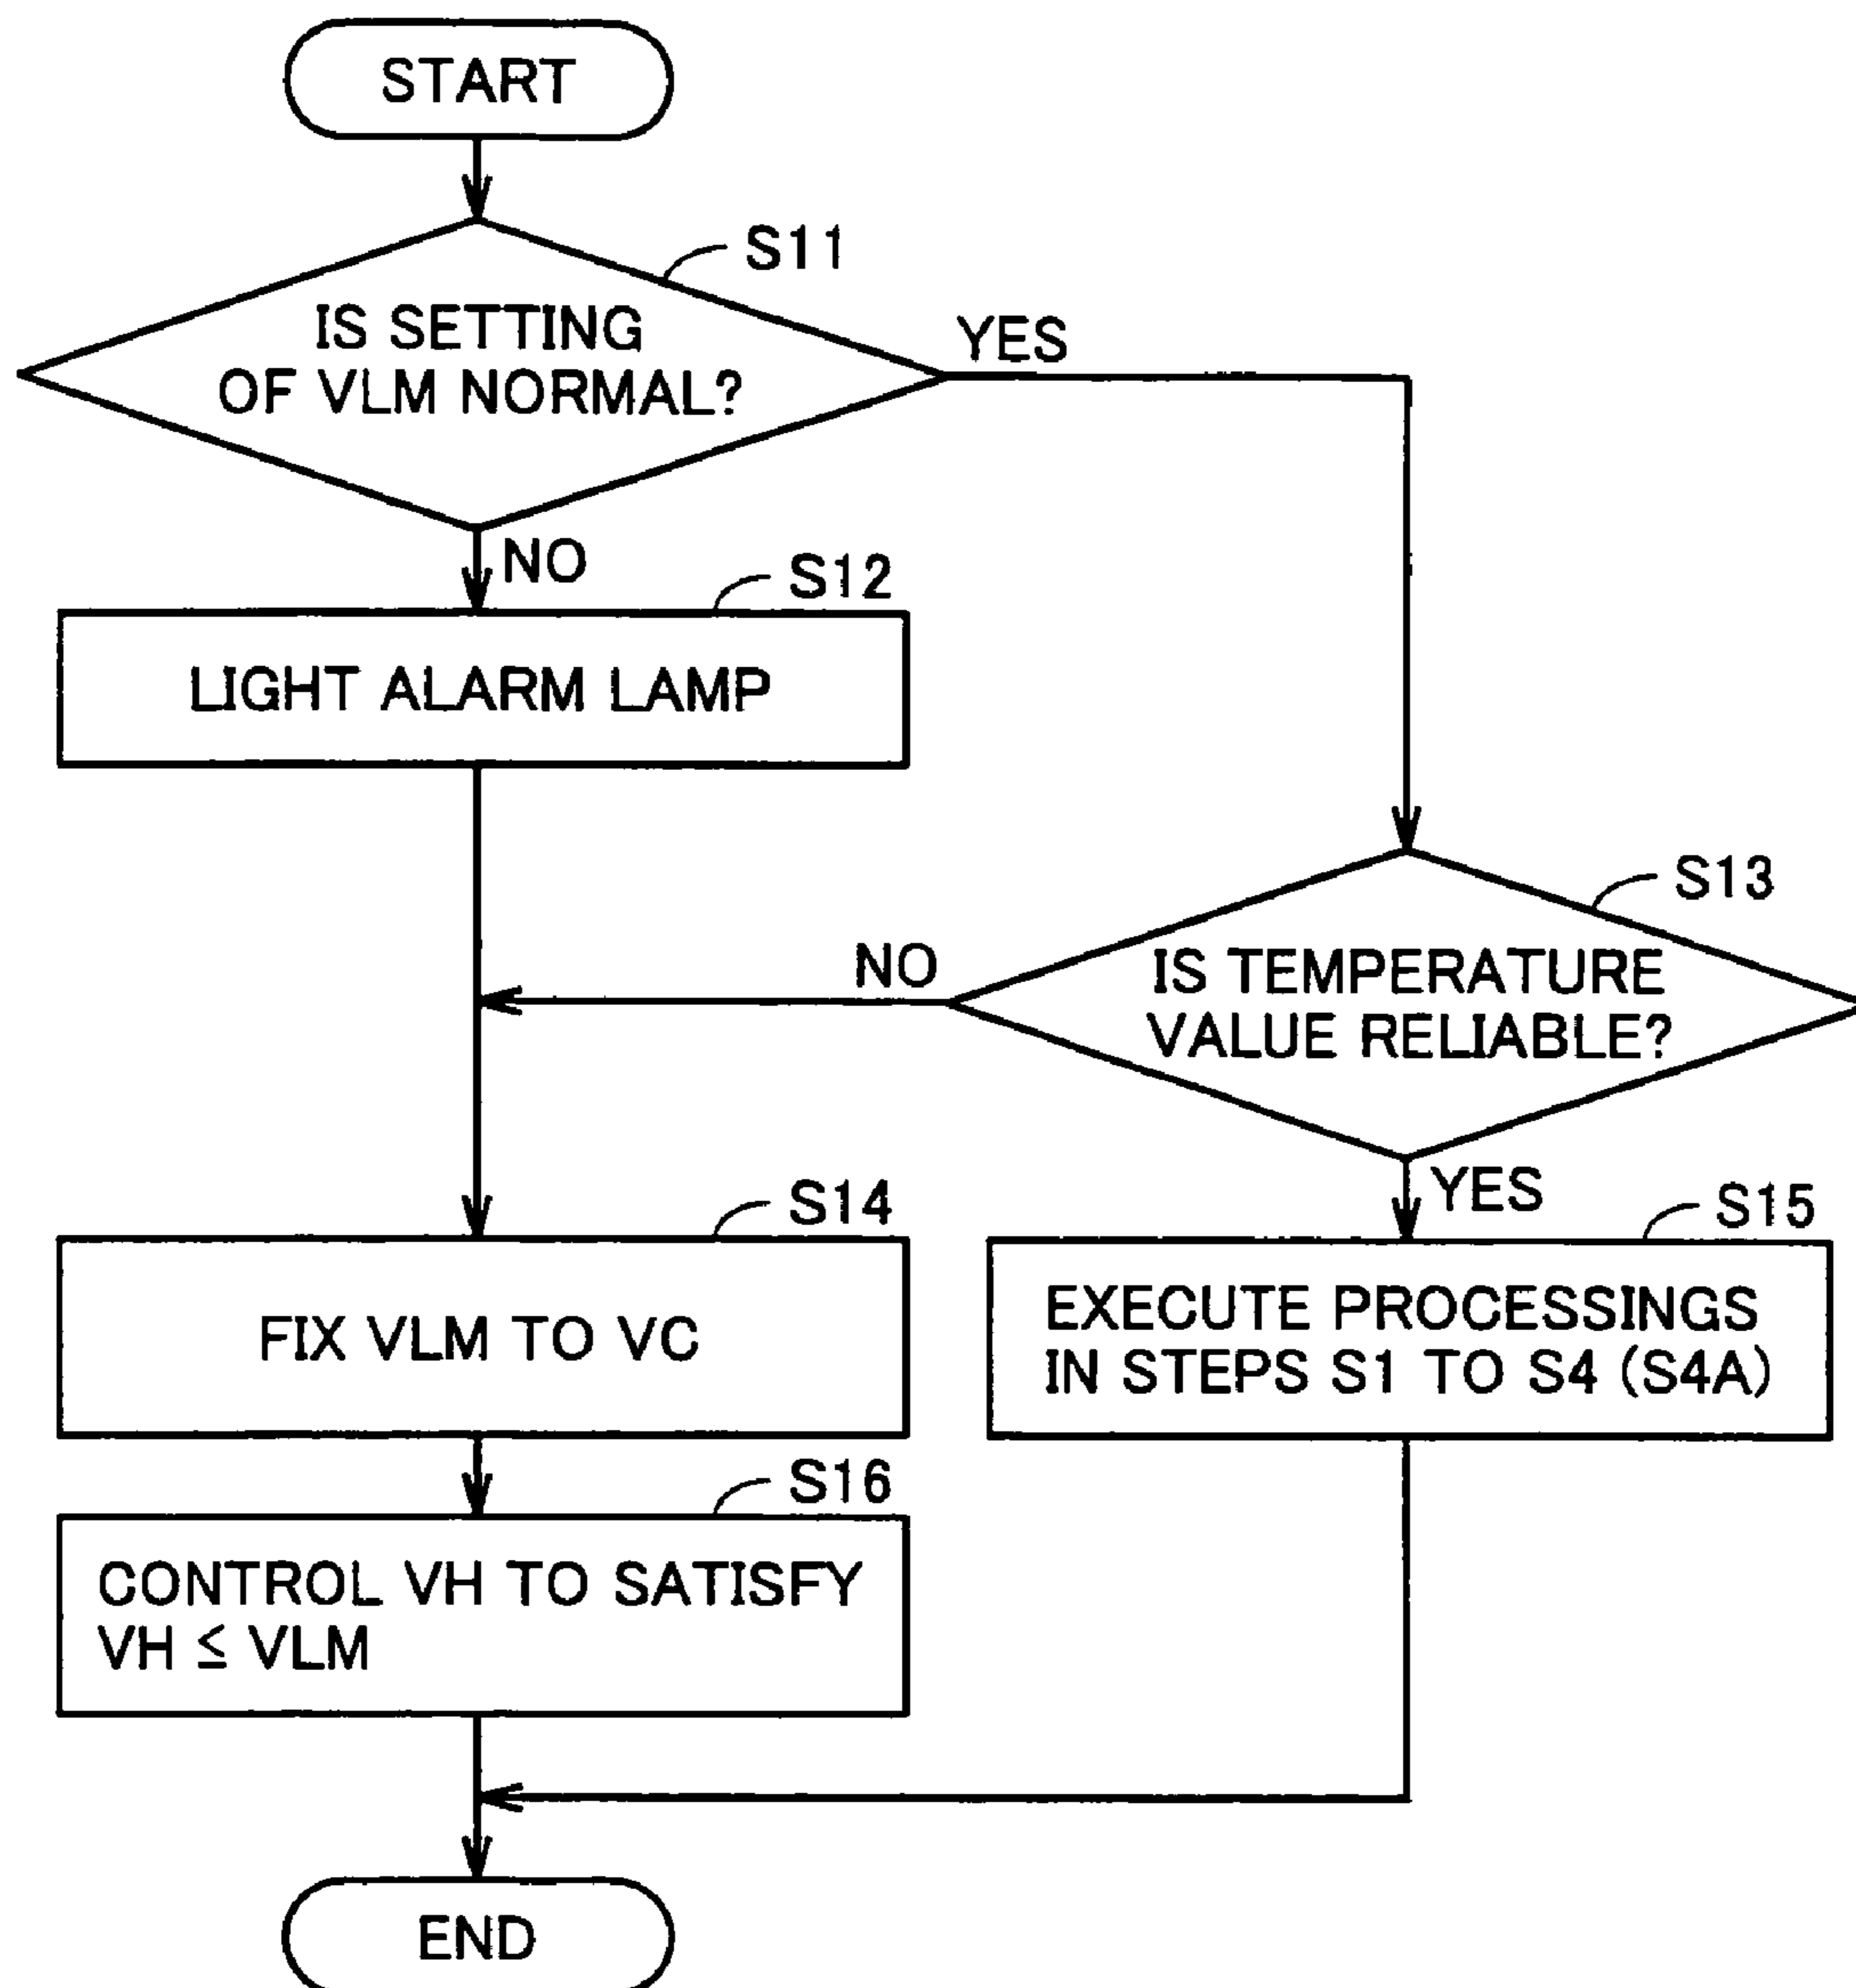 START
S11
IS SETTING
OF VLM NORMAL?
YES
NO
S12
LIGHT ALARM LAMP
S13
IS TEMPERATURE
VALUE RELIABLE?
NO
YES
S14
FIX VLM TO VC
S15
EXECUTE PROCESSINGS
IN STEPS S1 TO S4 (S4A)
S16
CONTROL VH TO SATISFY
VH ≤ VLM
END